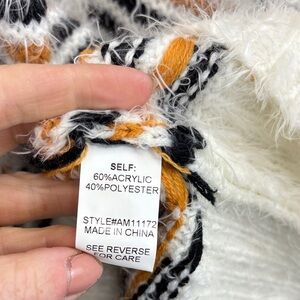 SELF:
60%ACRYLIC
40%POLYESTER
STYLE#AM11172
MADE IN CHINA
SEE REVERSE
FOR CARE